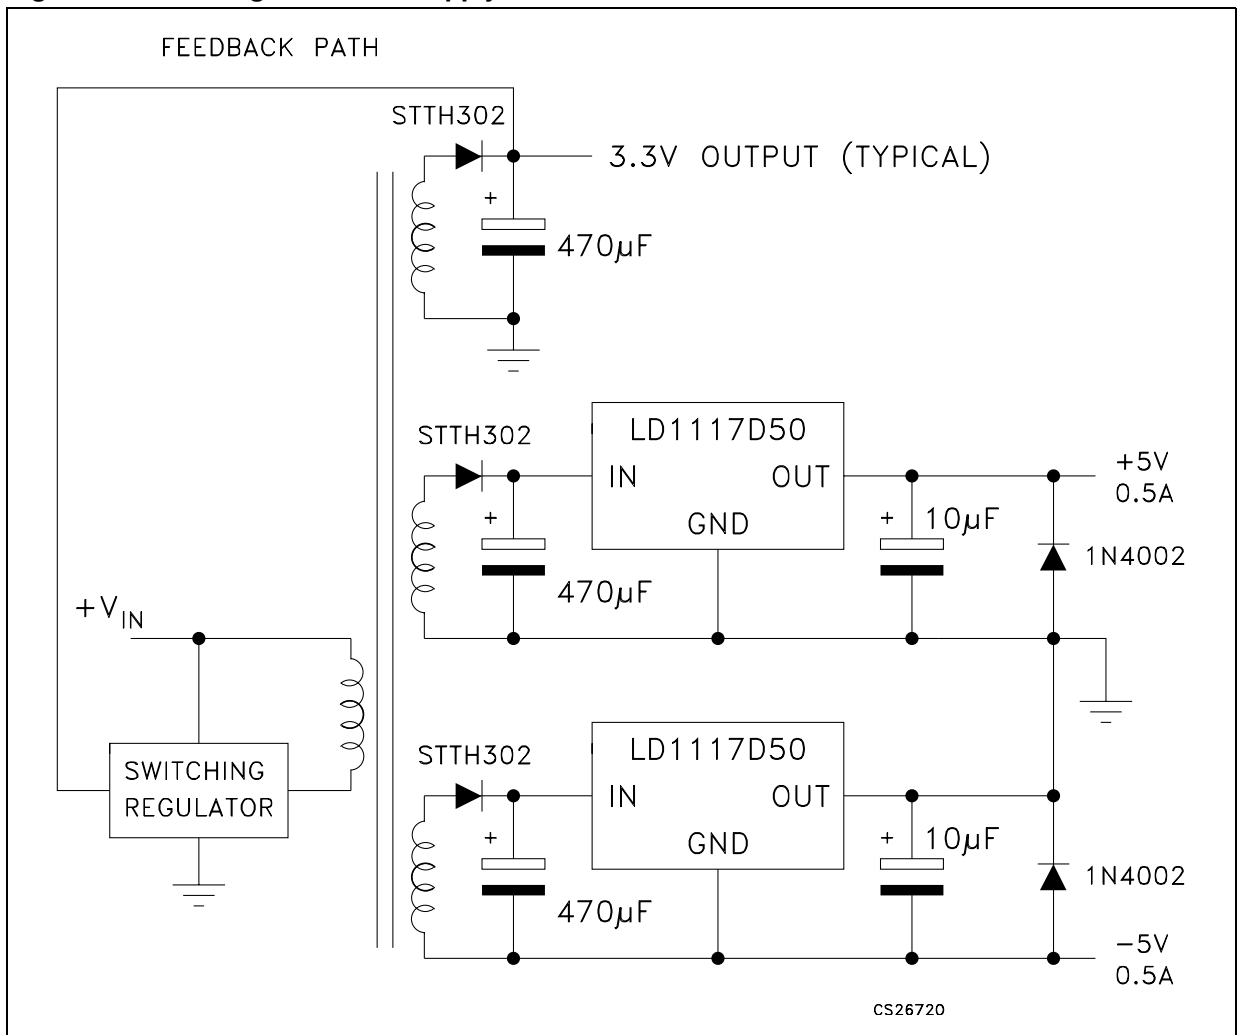 FEEDBACK PATH
STTH302
3.3V OUTPUT (TYPICAL)
+
470µF
STTH302
LD1117D50
IN
OUT
GND
+
470µF
+
10µF
+5V
0.5A
1N4002
+VIN
SWITCHING
REGULATOR
STTH302
LD1117D50
IN
OUT
GND
+
470µF
+
10µF
1N4002
−5V
0.5A
CS26720